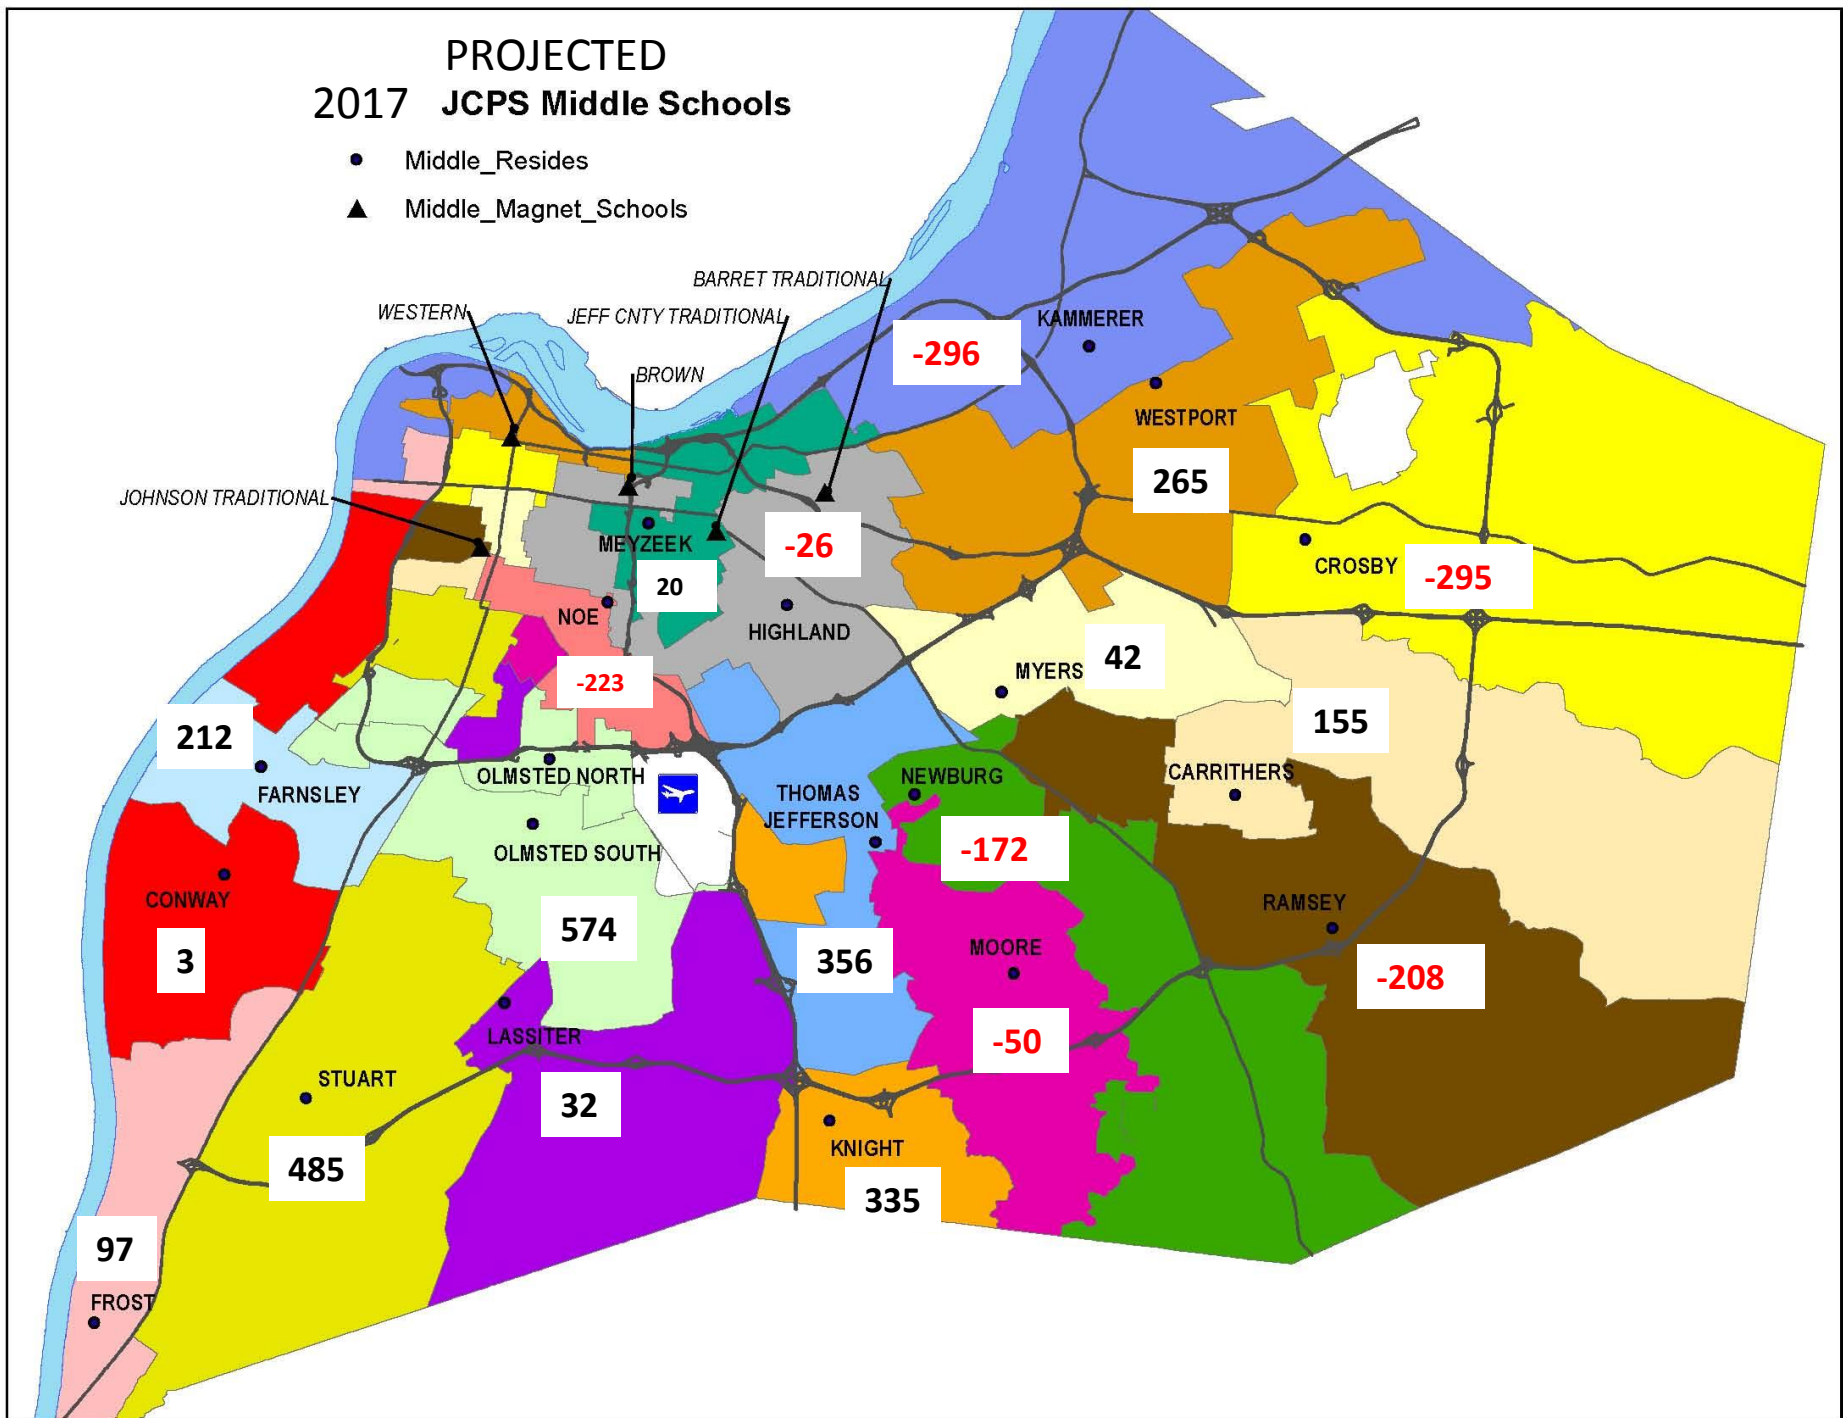 PROJECTED
2017 JCPS Middle Schools
Middle_Resides
Middle_Magnet_Schools
BARRET TRADITIONAL
WESTERN
JEFF CNTY TRADITIONAL
KAMMERER
-296
BROWN
WESTPORT
265
JOHNSON TRADITIONAL
MEYZEEK
-26
CROSBY
-295
20
NOE
HIGHLAND
MYERS
42
-223
155
212
OLMSTED NORTH
NEWBURG
CARRITHERS
FARNSLEY
THOMAS
JEFFERSON
OLMSTED SOUTH
-172
CONWAY
RAMSEY
574
MOORE
3
356
-208
LASSITER
-50
STUART
32
KNIGHT
485
335
97
FROST